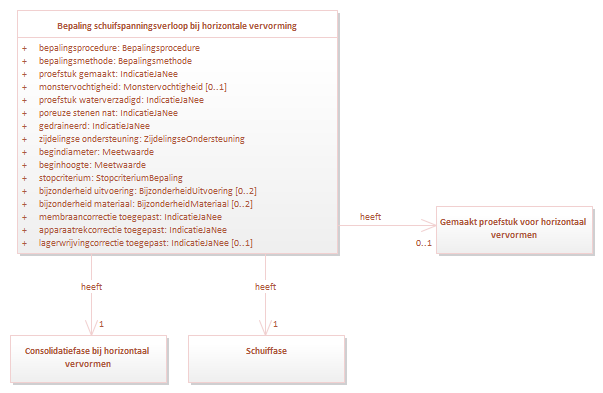 Bepaling schuifspanningsverloop bij horizontale vervorming
+ bepalingsprocedure: Bepalingsprocedure
+ bepalingsmethode: Bepalingsmethode
+ proefstuk gemaakt: IndicatieJaNee
+ monstervochtigheid: Monstervochtigheid [0..1]
+ proefstuk waterverzadigd: IndicatieJaNee
+ poreuze stenen nat: IndicatieJaNee
+ gedraineerd: IndicatieJaNee
+ zijdelingse ondersteuning: ZijdelingseOndersteuning
+ begindiameter: Meetwaarde
+ beginhoogte: Meetwaarde
+ stopcriterium: StopcriteriumBepaling
+ bijzonderheid uitvoering: BijzonderheidUitvoering [0..2]
+ bijzonderheid materiaal: BijzonderheidMateriaal [0..2]
+ membraancorrectie toegepast: IndicatieJaNee
+ apparaatrekcorrectie toegepast: IndicatieJaNee
+ lagerwrijvingcorrectie toegepast: IndicatieJaNee [0..1]
heeft
0..1
Gemaakt proefstuk voor horizontaal
vervormen
heeft
1
heeft
1
Consolidatiefase bij horizontaal
vervormen
Schuiffase